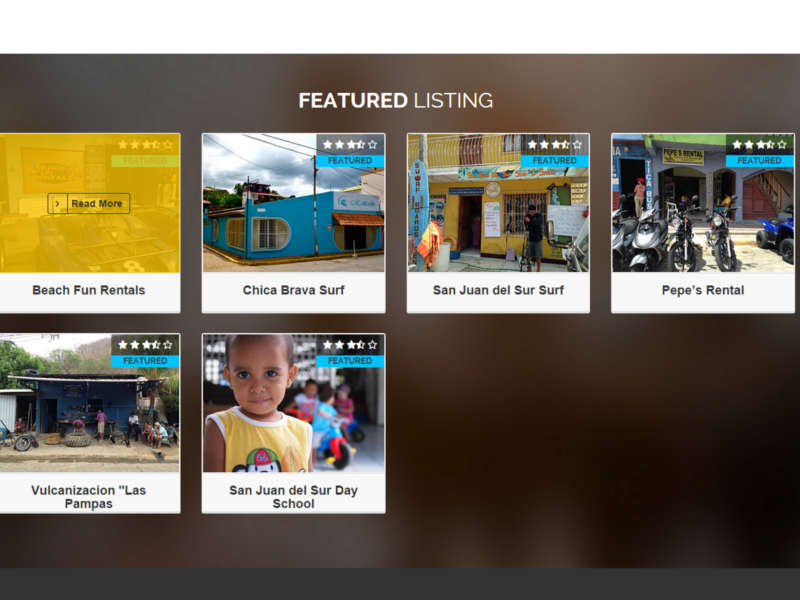 FEATURED LISTING
FEATURED
Read More
Beach Fun Rentals
FEATURED
Chica Brava Surf
FEATURED
San Juan del Sur Surf
FEATURED
PEPE'S RENTAL
Pepe's Rental
FEATURED
Vulcanizacion "Las
Pampas
FEATURED
San Juan del Sur Day
School